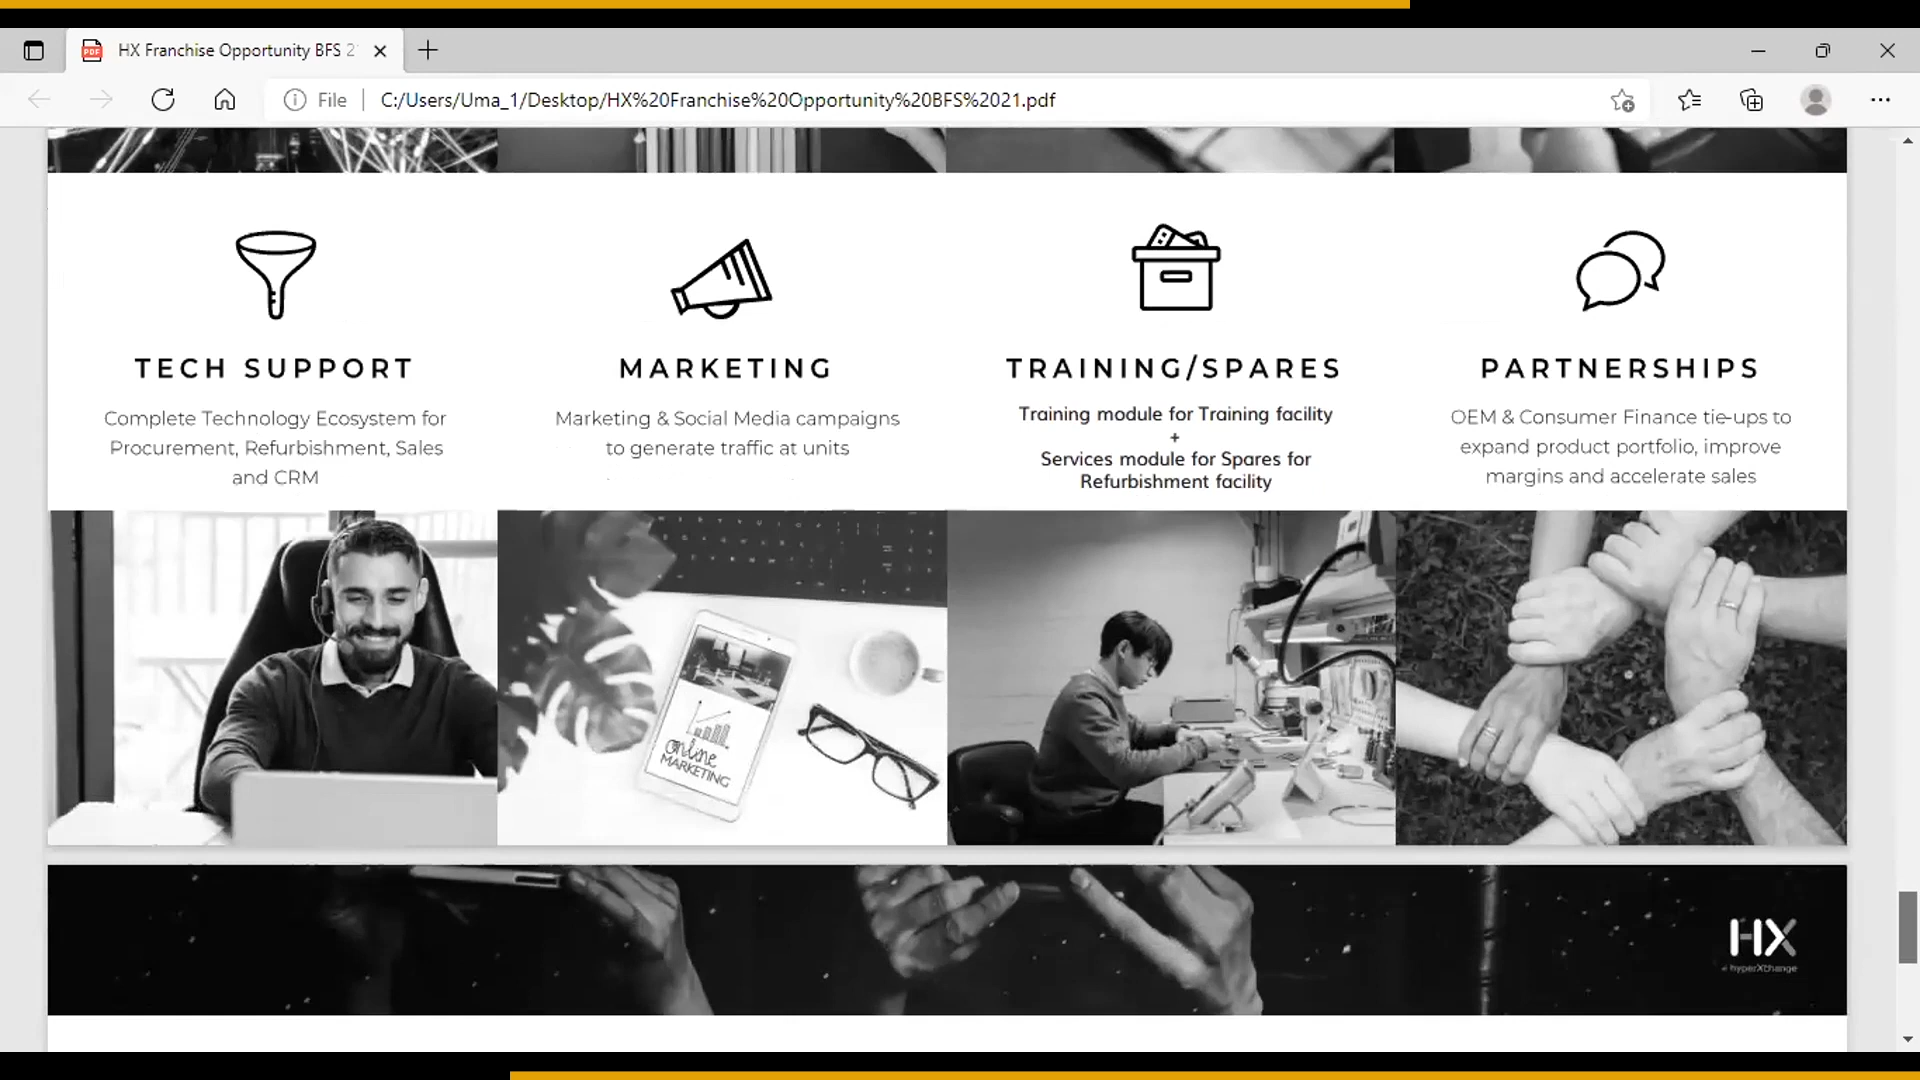 HX Franchise Opportunity BFS 2
File
C:/Users/Uma_1/Desktop/HX%20Franchise%20Opportunity%20BFS%2021.pdf
TECH SUPPORT
Complete Technology Ecosystem for
Procurement, Refurbishment, Sales
and CRM
MARKETING
Marketing & Social Media campaigns
to generate traffic at units
TRAINING/SPARES
Training module for Training facility
+
Services module for Spares for
Refurbishment facility
PARTNERSHIPS
OEM & Consumer Finance tie-ups to
expand product portfolio, improve
margins and accelerate sales
online
MARKETING
HX
hyperXchange